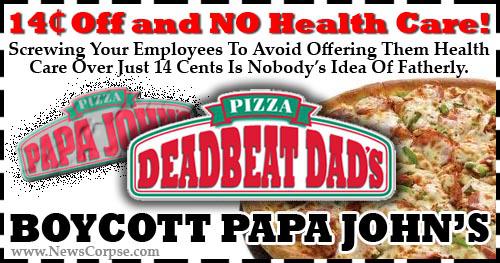 14¢ Off and NO Health Care!
Screwing Your Employees To Avoid Offering Them Health
Care Over Just 14 Cents Is Nobody's Idea Of Fatherly.
PIZZA
PAPA JOHN'S
PIZZA
DEADBEAT DAD'S
BOYCOTT PAPA JOHN'S
www.NewsCorpse.com